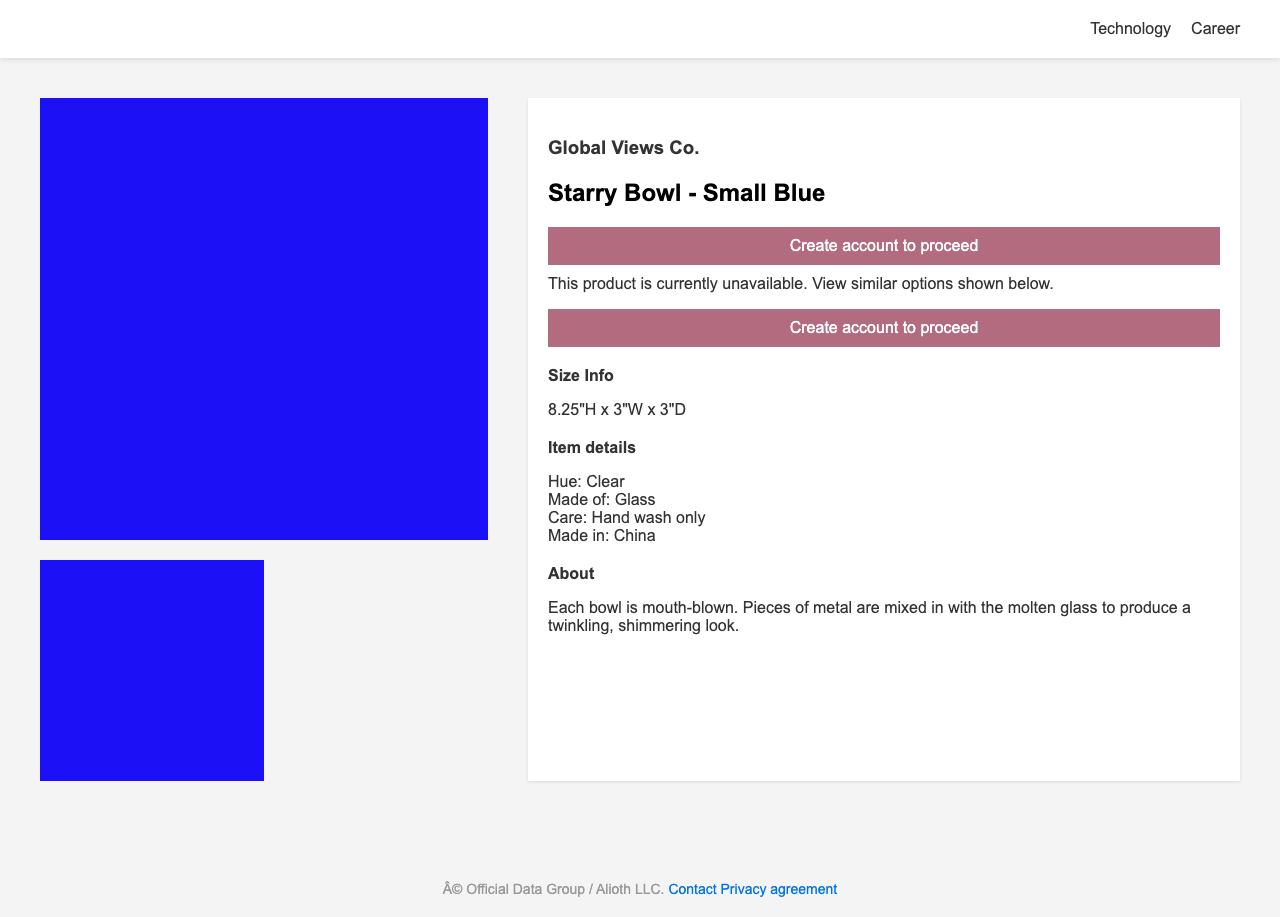 Technology Career
Global Views Co.
Starry Bowl - Small Blue
Create account to proceed
This product is currently unavailable. View similar options shown below.
Create account to proceed
Size Info
8.25"H x 3"W x 3"D
Item details
Hue: Clear
Made of: Glass
Care: Hand wash only
Made in: China
About
Each bowl is mouth-blown. Pieces of metal are mixed in with the molten glass to produce a
twinkling, shimmering look.
Â© Official Data Group / Alioth LLC. Contact Privacy agreement